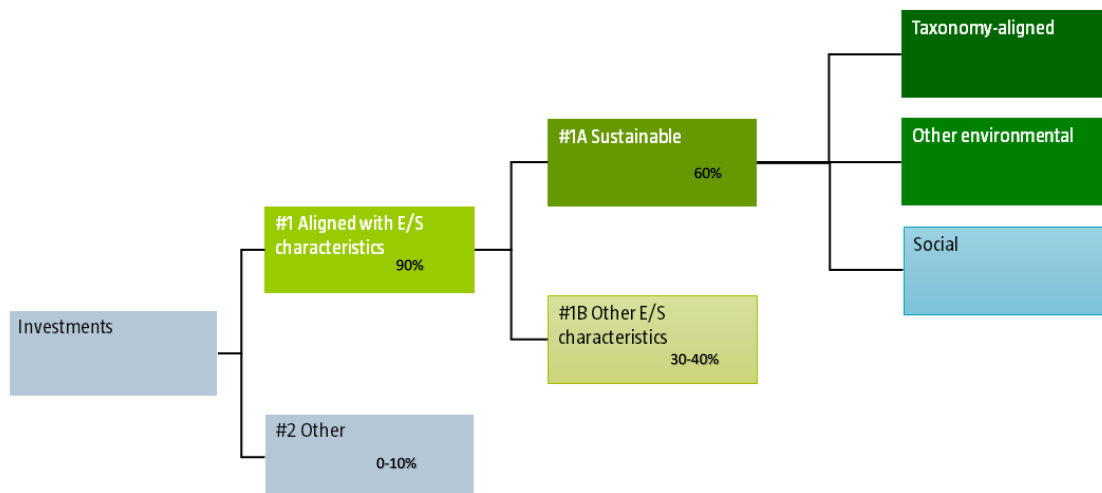 Investments
#1 Aligned with E/S
characteristics
90%
#2 Other
0-10%
#1A Sustainable
60%
#1B Other E/S
characteristics
30-40%
Taxonomy-aligned
Other environmental
Social